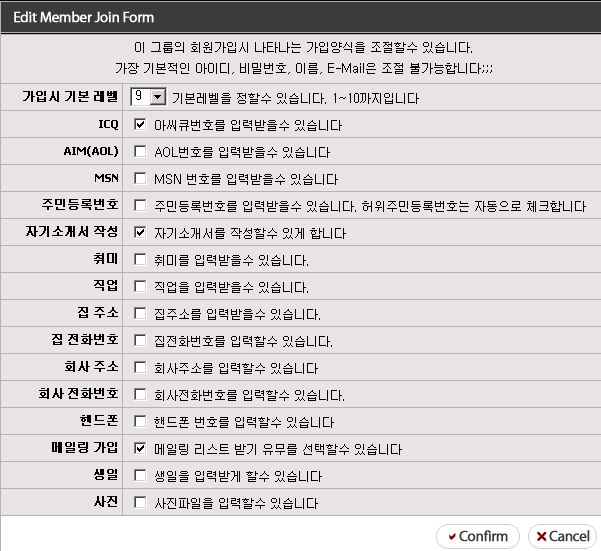 Edit Member Join Form
이 그룹의 회원가입시 나타나는 가입양식을 조절할수 있습니다.
가장 기본적인 아이디, 비밀번호, 이름, E-Mail은 조절 불가능합니다;;;
가입시 기본 레벨 9 기본레벨을 정할수 있습니다. 1~10까지입니다
ICQ 아씨큐번호를 입력받을수 있습니다
AIM(AOL) AOL번호를 입력받을수 있습니다
MSN MSN 번호를 입력받을수 있습니다
주민등록번호 주민등록번호를 입력받을수 있습니다. 허위주민등록번호는 자동으로 체크합니다
자기소개서 작성 자기소개서를 작성할수 있게 합니다
취미 취미를 입력받을수 있습니다.
직업 직업을 입력받을수 있습니다.
집 주소 집주소를 입력받을수 있습니다.
집 전화번호 집전화번호를 입력할수 있습니다.
회사 주소 회사주소를 입력할수 있습니다
회사 전화번호 회사전화번호를 입력할수 있습니다.
핸드폰 핸드폰 번호를 입력할수 있습니다
메일링 가입 메일링 리스트 받기 유무를 선택할수 있습니다
생일 생일을 입력받게 할수 있습니다
사진 사진파일을 입력할수 있습니다
Confirm Cancel